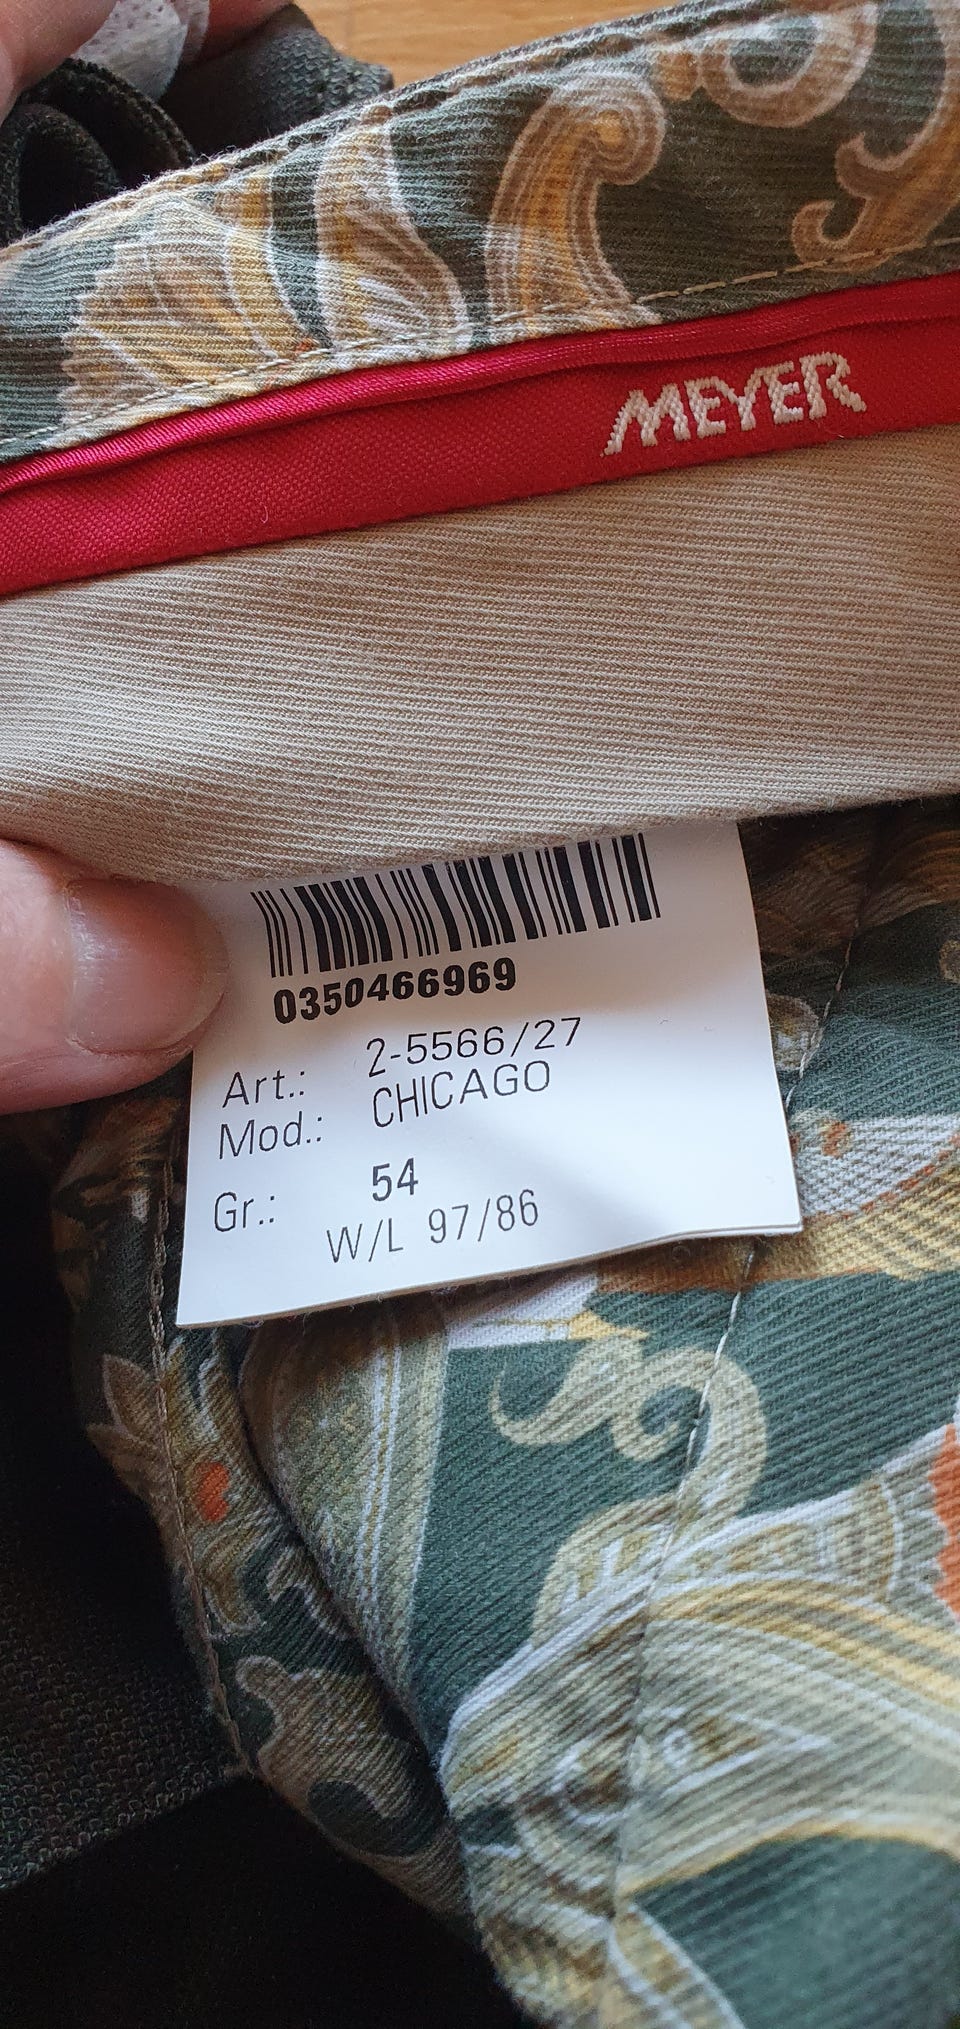 MEYER
0350466969
Art.: 2-5566/27
Mod.: CHICAGO
Gr.: 54
W/L 97/86